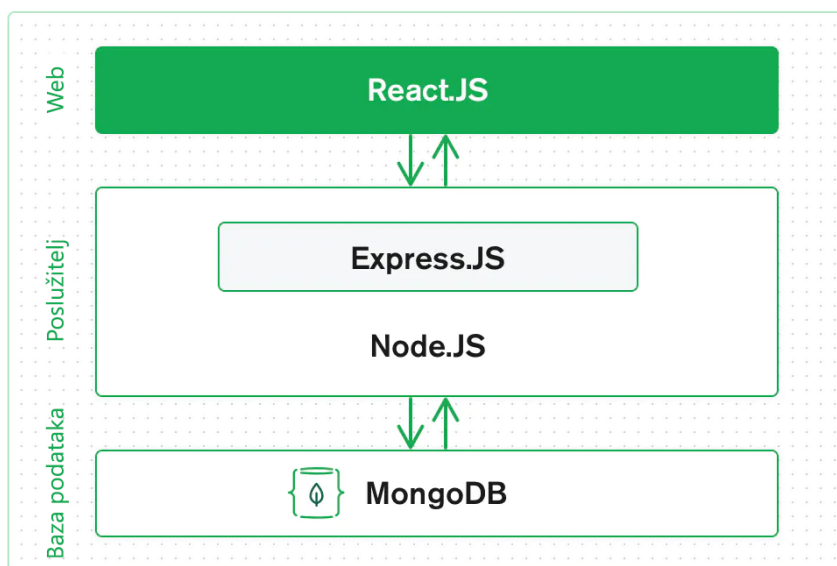 Web
React.JS
Poslužitelj
Express.JS
Node.JS
Baza podataka
MongoDB